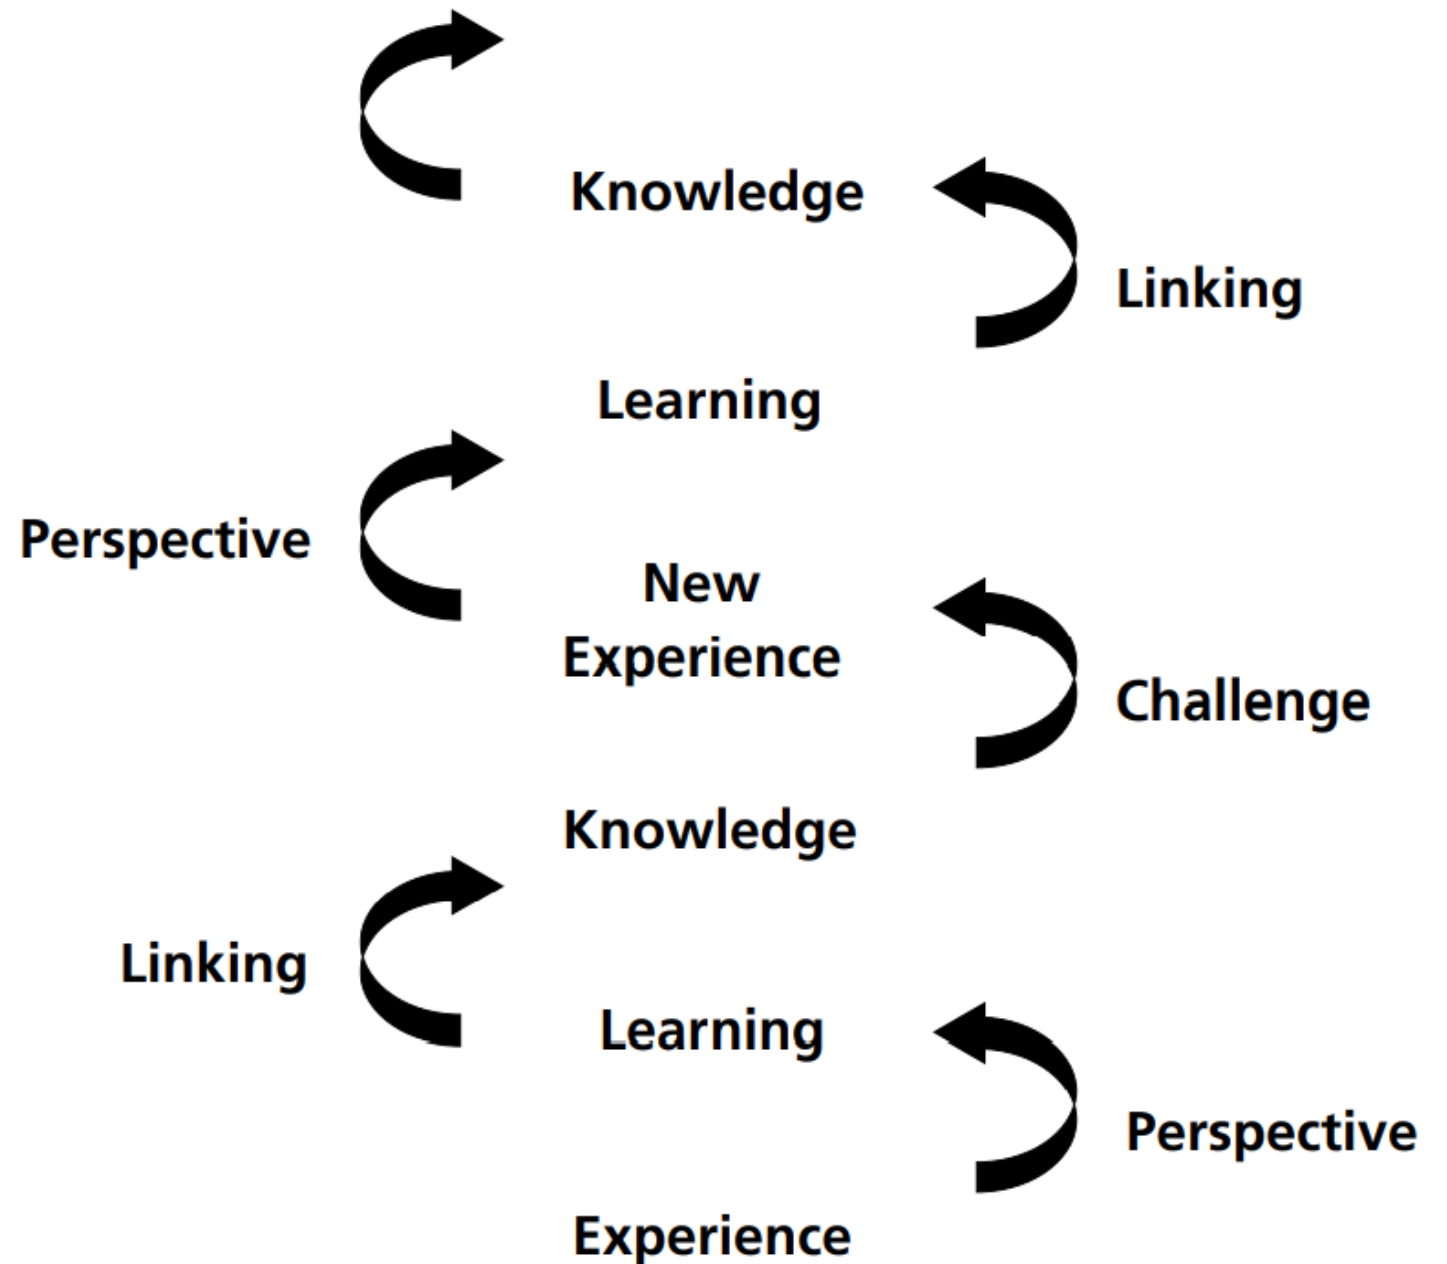 Knowledge
Linking
Learning
Perspective
New
Experience
Challenge
Knowledge
Linking
Learning
Perspective
Experience